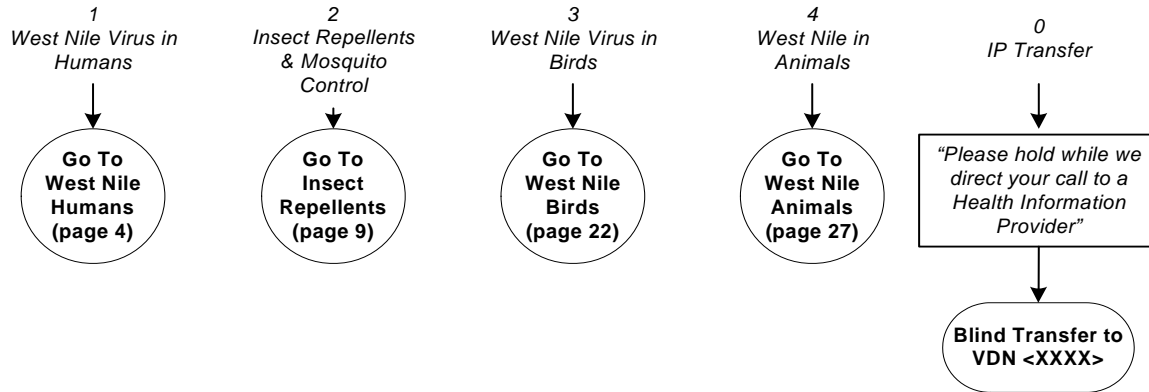 1
West Nile Virus in
Humans
Go To
West Nile
Humans
(page 4)
2
Insect Repellents
& Mosquito
Control
Go To
Insect
Repellents
(page 9)
3
West Nile Virus in
Birds
Go To
West Nile
Birds
(page 22)
4
West Nile in
Animals
Go To
West Nile
Animals
(page 27)
0
IP Transfer
“Please hold while we
direct your call to a
Health Information
Provider”
Blind Transfer to
VDN <XXXX>